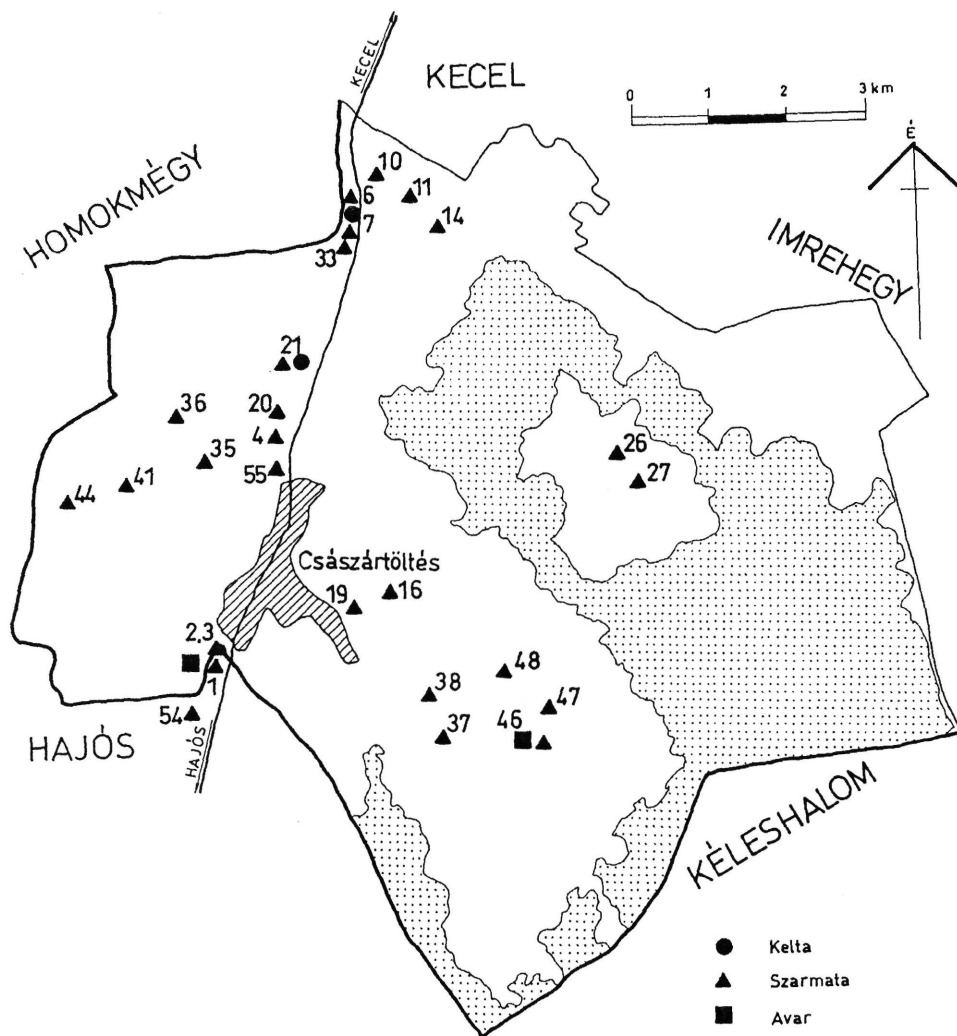 KECEL
KECEL
0 1 2 3 km
É
HOMOKMÉGY
IMREHEGY
10
6
11
7
14
33
21
36
20
4
35
55
41
44
26
27
Császártöltés
19
16
2,3
1
54
HAJÓS
HAJÓS
48
38
47
37
46
KÉLESHALOM
Kelta
Szarmata
Avar